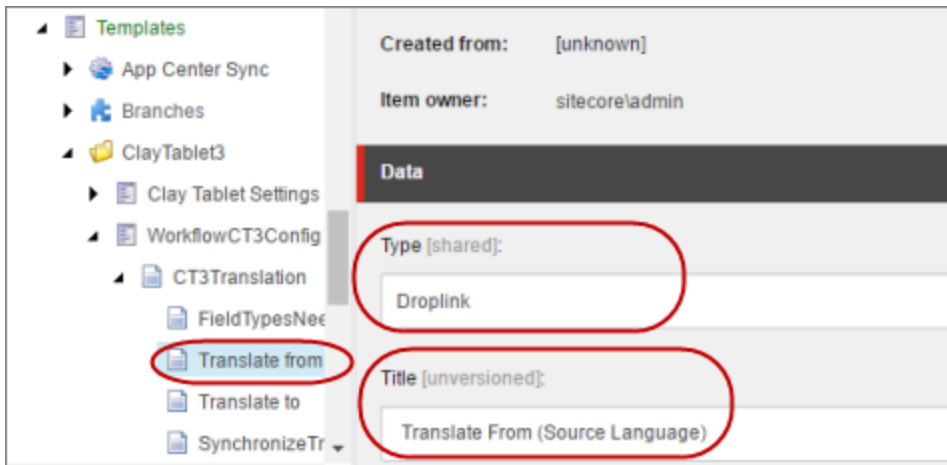 Templates
App Center Sync
Branches
ClayTablet3
Clay Tablet Settings
WorkflowCT3Config
CT3Translation
FieldTypesNee
Translate from
Translate to
SynchronizeTr
Created from: [unknown]
Item owner: sitecore\admin
Data
Type [shared]:
Droplink
Title [unversioned]:
Translate From (Source Language)